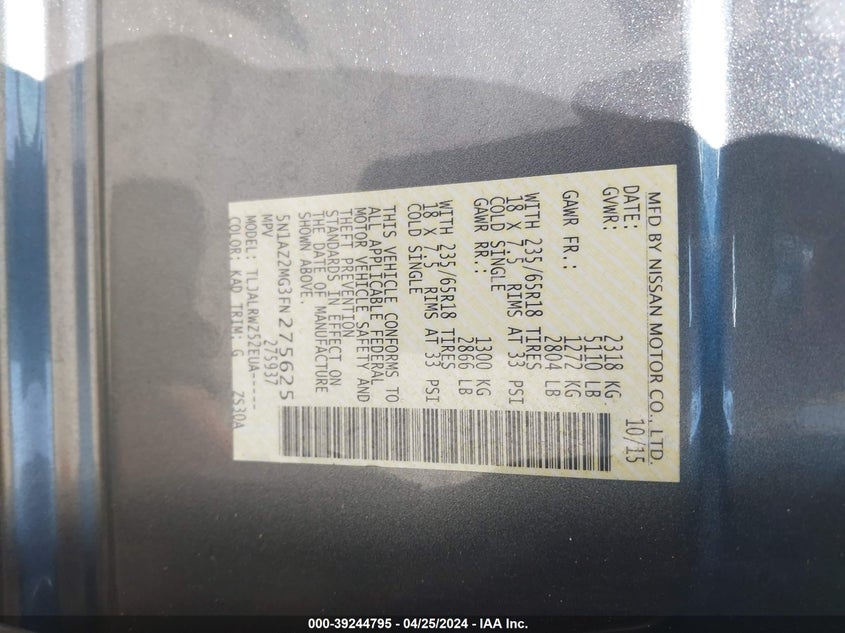 MFD BY NISSAN MOTOR CO., LTD.
DATE: 10/15
GVWR: 2318 KG
5110 LB
GAWR FR.: 1272 KG
2804 LB
WITH 235/65R18 TIRES
18 X 7.5 RIMS AT 33 PSI
COLD SINGLE
GAWR RR.: 1300 KG
2866 LB
WITH 235/65R18 TIRES
18 X 7.5 RIMS AT 33 PSI
COLD SINGLE
THIS VEHICLE CONFORMS TO
ALL APPLICABLE FEDERAL
MOTOR VEHICLE SAFETY AND
THEFT PREVENTION
STANDARDS IN EFFECT ON
THE DATE OF MANUFACTURE
SHOWN ABOVE.
5N1AZ2MG3FN275625
MPV 275937
MODEL: TLJALRWZ52EUA-----
COLOR: KAD TRIM: G ZS30A
000-39244795 - 04/25/2024 - IAA Inc.